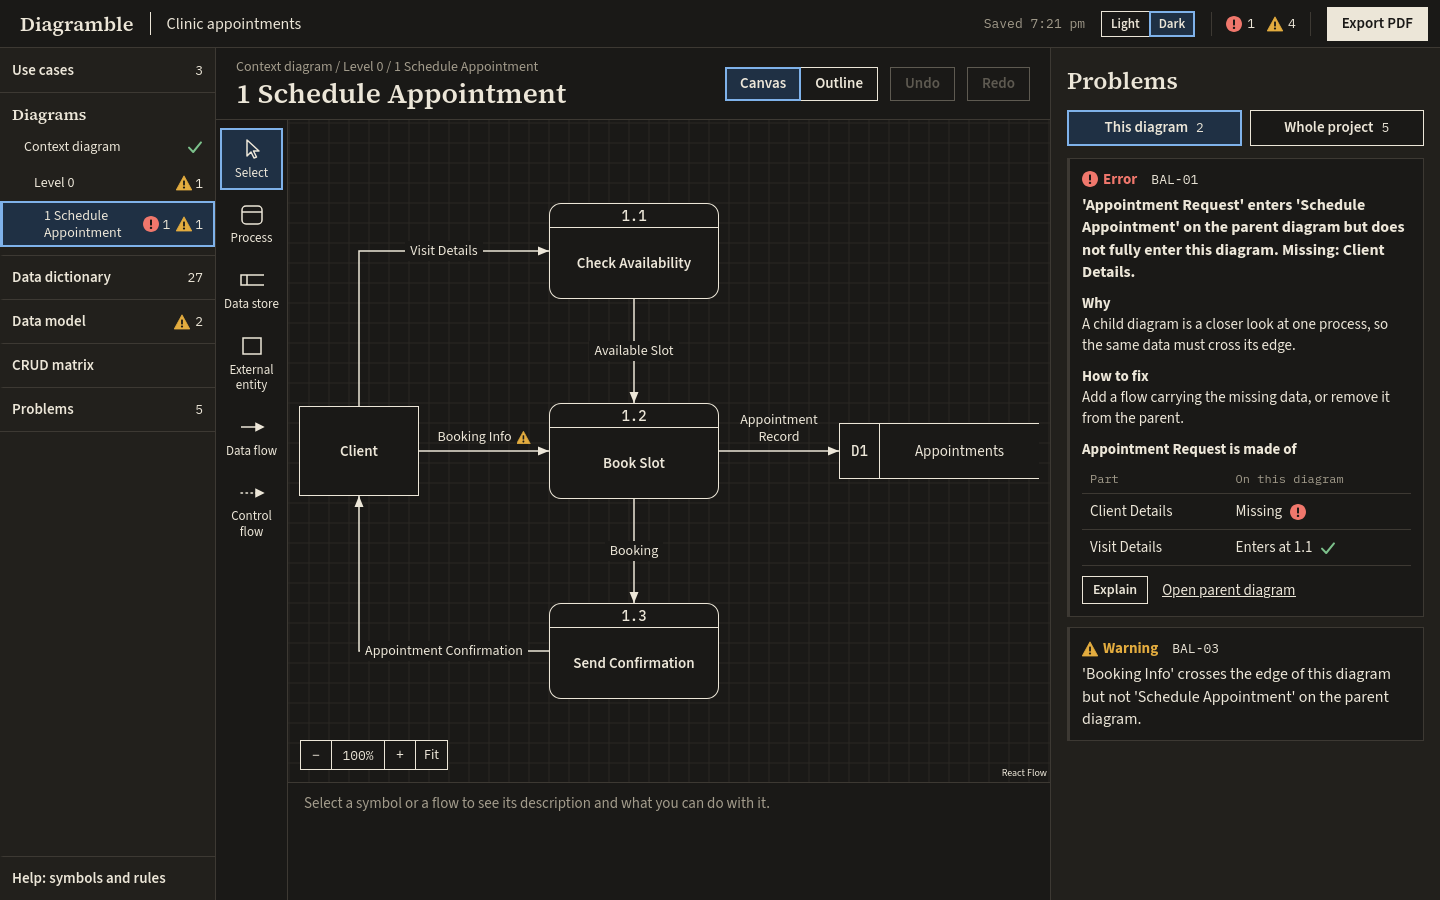 Diagramble
Clinic appointments
Saved 7:21 pm
Light
Dark
1
4
Export PDF
Use cases
3
Diagrams
Context diagram
Level 0
1
1 Schedule
Appointment
1
1
Data dictionary
27
Data model
2
CRUD matrix
Problems
5
Help: symbols and rules
Context diagram / Level 0 / 1 Schedule Appointment
1 Schedule Appointment
Canvas
Outline
Undo
Redo
Select
Process
Data store
External
entity
Data flow
Control
flow
1.1
Check Availability
Visit Details
Available Slot
Client
Booking Info
1.2
Book Slot
Appointment
Record
D1
Appointments
Booking
1.3
Send Confirmation
Appointment Confirmation
−
100%
+
Fit
React Flow
Select a symbol or a flow to see its description and what you can do with it.
Problems
This diagram 2
Whole project 5
Error BAL-01
'Appointment Request' enters 'Schedule
Appointment' on the parent diagram but does
not fully enter this diagram. Missing: Client
Details.
Why
A child diagram is a closer look at one process, so
the same data must cross its edge.
How to fix
Add a flow carrying the missing data, or remove it
from the parent.
Appointment Request is made of
Part
On this diagram
Client Details
Missing
Visit Details
Enters at 1.1
Explain
Open parent diagram
Warning BAL-03
'Booking Info' crosses the edge of this diagram
but not 'Schedule Appointment' on the parent
diagram.